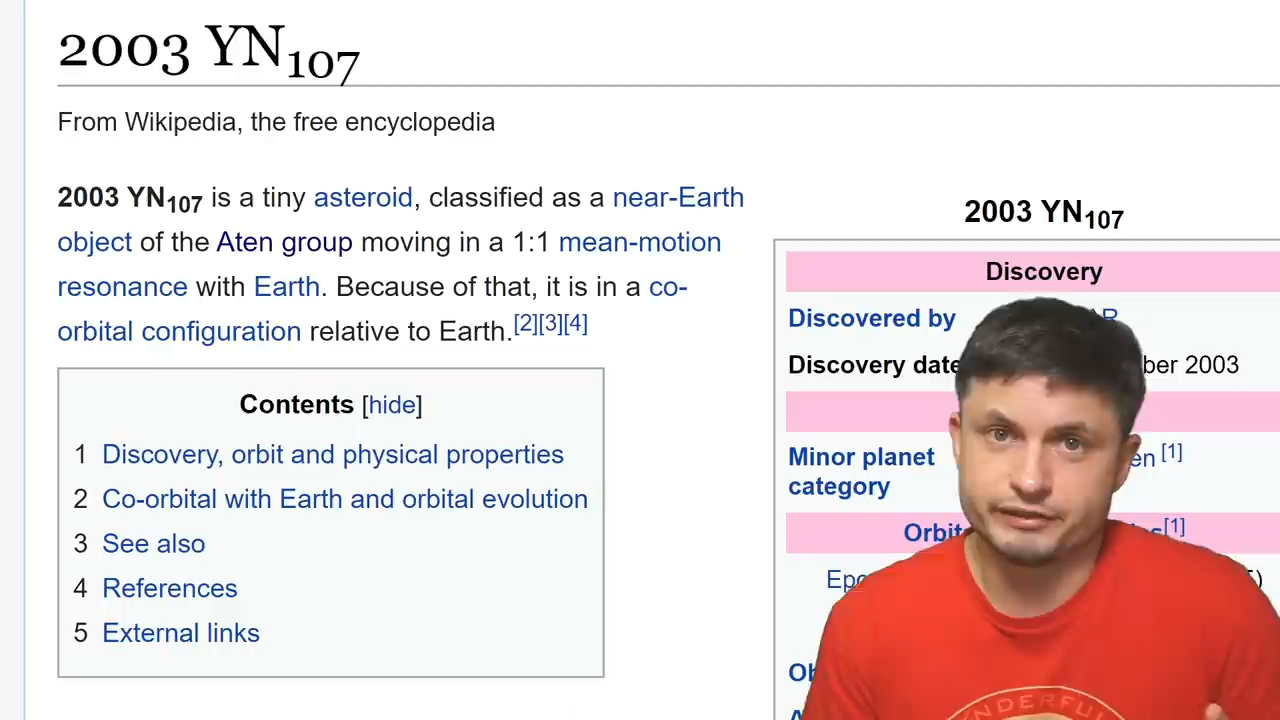 2003 YN107
From Wikipedia, the free encyclopedia
2003 YN107 is a tiny asteroid, classified as a near-Earth
object of the Aten group moving in a 1:1 mean-motion
resonance with Earth. Because of that, it is in a co-
orbital configuration relative to Earth.[2][3][4]
Contents [hide]
1 Discovery, orbit and physical properties
2 Co-orbital with Earth and orbital evolution
3 See also
4 References
5 External links
2003 YN107
Discovery
Discovered by
Discovery date 2003
[1]
Minor planet
category
[1]